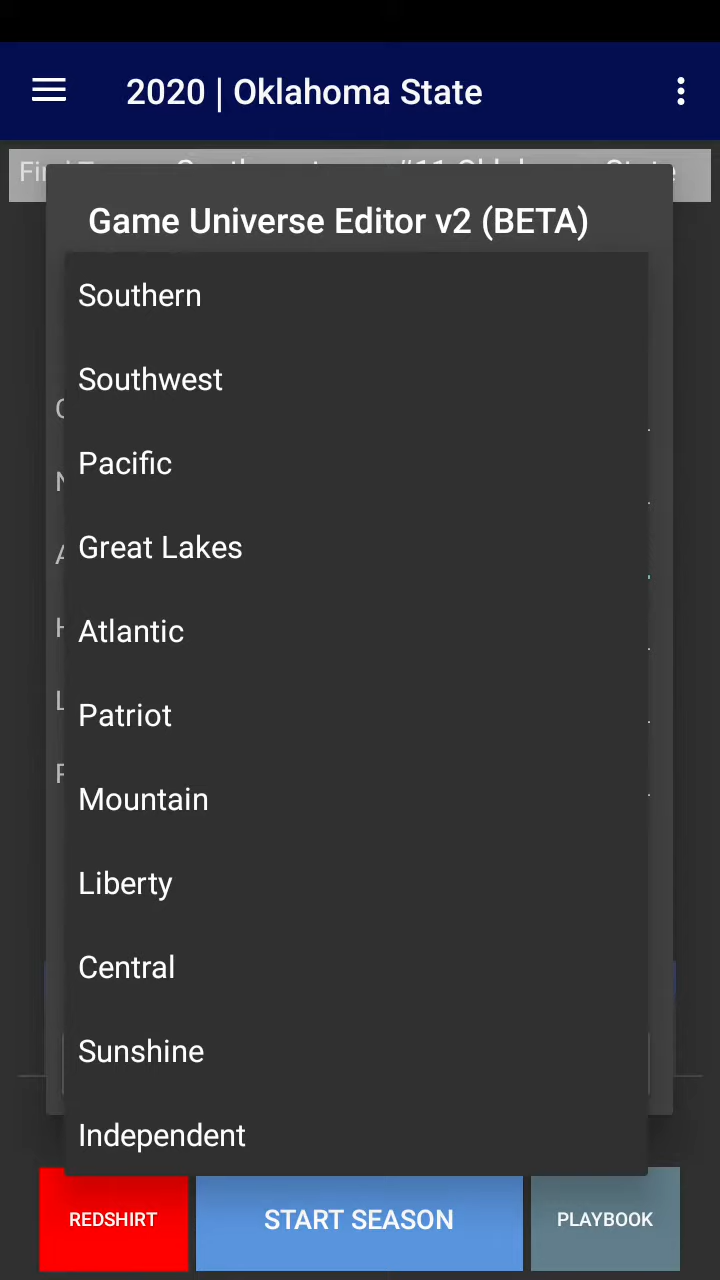 2020 | Oklahoma State
Game Universe Editor v2 (BETA)
Southern
Southwest
Pacific
Great Lakes
Atlantic
Patriot
Mountain
Liberty
Central
Sunshine
Independent
REDSHIRT
START SEASON
PLAYBOOK